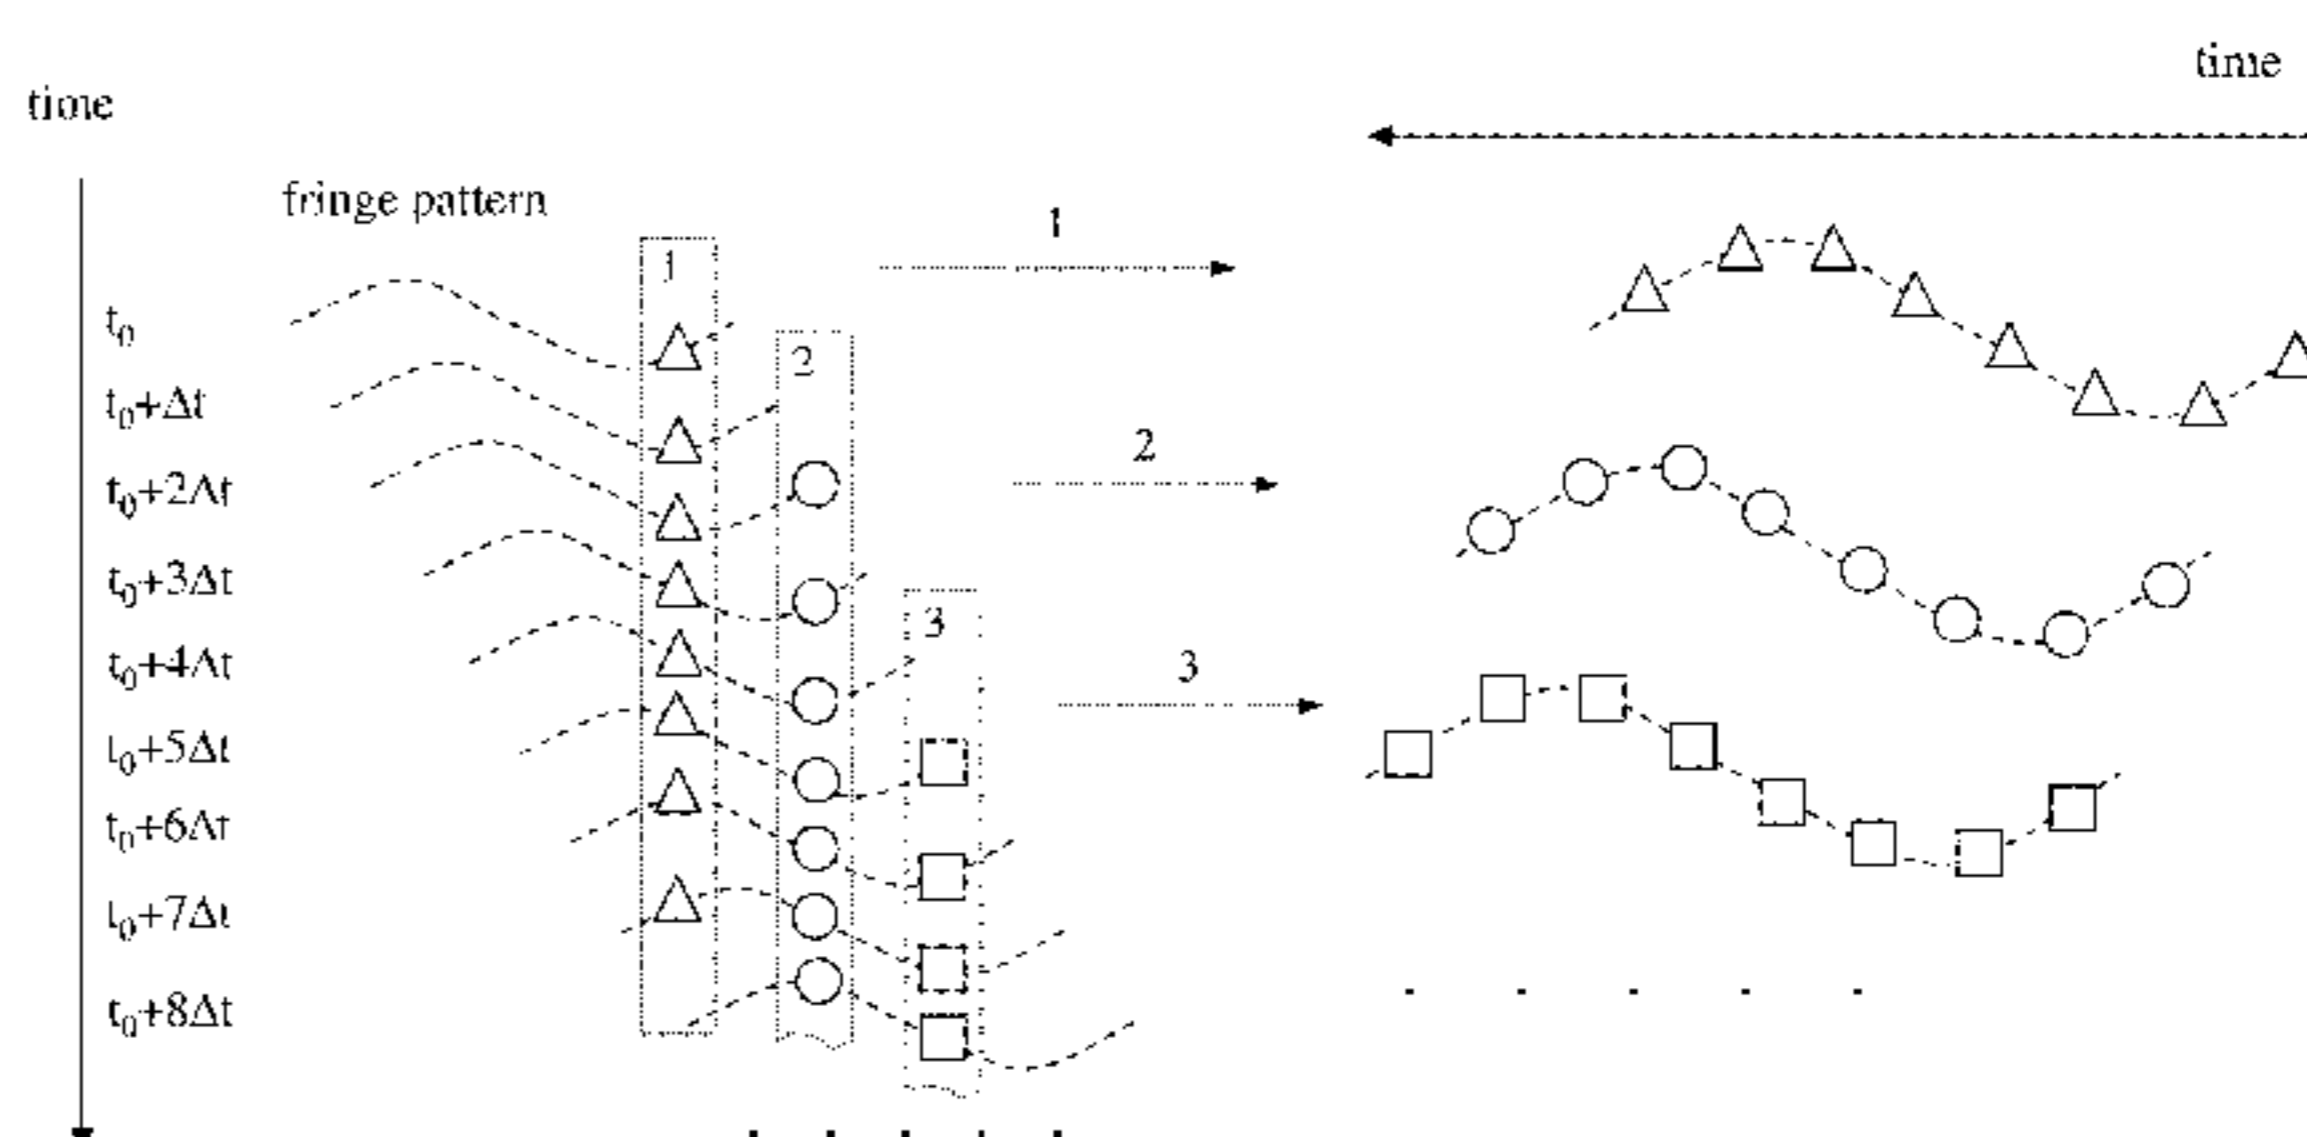 time
time
fringe pattern
1
1
t0
2
t0+Δt
2
t0+2Δt
t0+3Δt
3
t0+4Δt
3
t0+5Δt
t0+6Δt
t0+7Δt
t0+8Δt